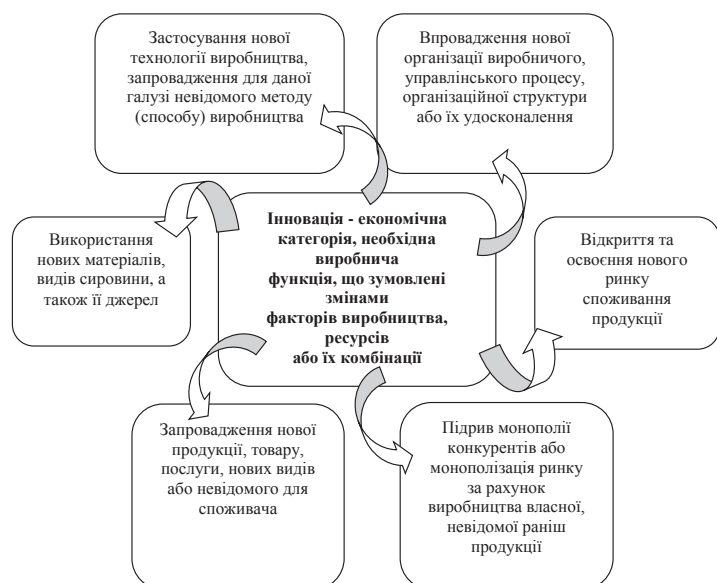 Застосування нової
технології виробництва,
запровадження для даної
галузі невідомого методу
(способу) виробництва
Впровадження нової
організації виробничого,
управлінського процесу,
організаційної структури
або їх удосконалення
Використання
нових матеріалів,
видів сировини, а
також її джерел
Інновація - економічна
категорія, необхідна
виробнича
функція, що зумовлені
змінами
факторів виробництва,
ресурсів
або їх комбінації
Відкриття та
освоєння нового
ринку
споживання
продукції
Запровадження нової
продукції, товару,
послуги, нових видів
або невідомого для
споживача
Підрив монополії
конкурентів або
монополізація ринку
за рахунок
виробництва власної,
невідомої раніш
продукції